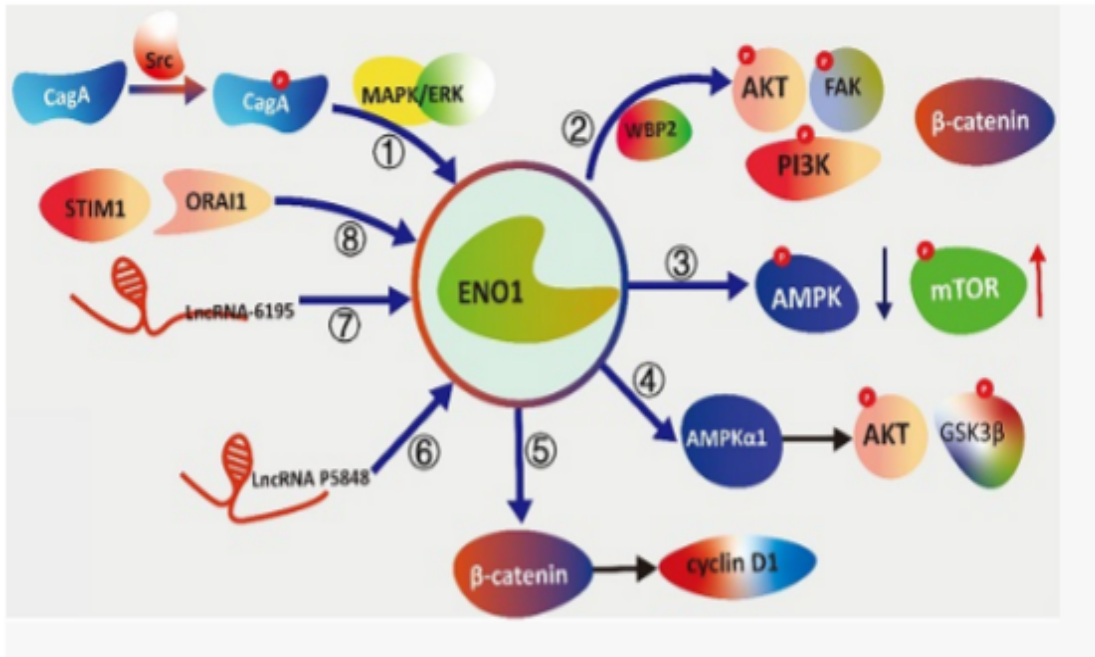 Src
CagA
P
CagA
MAPK/ERK
①
②
WBP2
P
AKT
P
FAK
P
PI3K
β-catenin
STIM1
ORAI1
⑧
ENO1
③
P
AMPK
P
mTOR
LncRNA-6195
⑦
④
AMPKα1
P
AKT
P
GSK3β
LncRNA P5848
⑥
⑤
β-catenin
cyclin D1